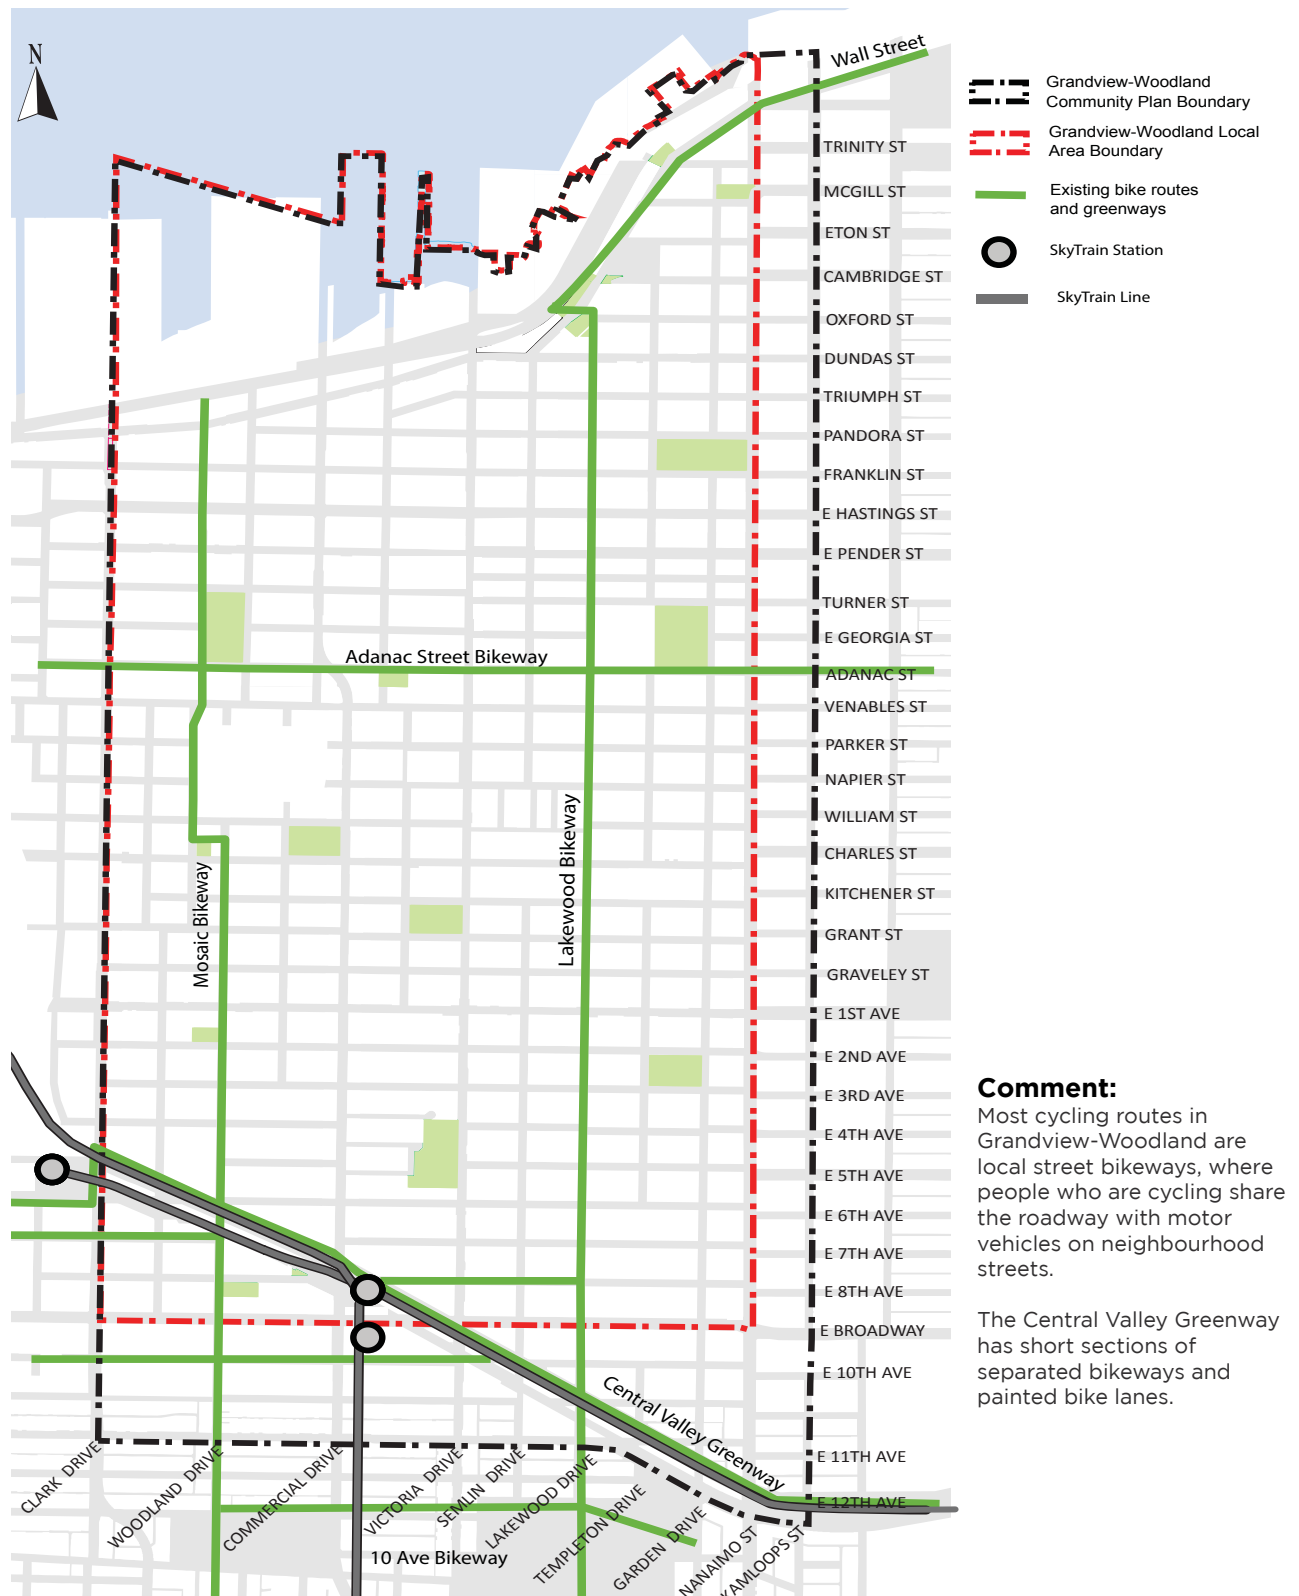 N
Wall Street
Grandview-Woodland
Community Plan Boundary
Grandview-Woodland Local
Area Boundary
Existing bike routes
and greenways
SkyTrain Station
SkyTrain Line
TRINITY ST
MCGILL ST
ETON ST
CAMBRIDGE ST
OXFORD ST
DUNDAS ST
TRIUMPH ST
PANDORA ST
FRANKLIN ST
E HASTINGS ST
E PENDER ST
TURNER ST
E GEORGIA ST
Adanac Street Bikeway
ADANAC ST
VENABLES ST
PARKER ST
NAPIER ST
WILLIAM ST
CHARLES ST
KITCHENER ST
GRANT ST
GRAVELEY ST
Mosaic Bikeway
Lakewood Bikeway
E 1ST AVE
E 2ND AVE
E 3RD AVE
E 4TH AVE
E 5TH AVE
E 6TH AVE
E 7TH AVE
E 8TH AVE
E BROADWAY
E 10TH AVE
E 11TH AVE
E 12TH AVE
Central Valley Greenway
CLARK DRIVE
WOODLAND DRIVE
COMMERCIAL DRIVE
VICTORIA DRIVE
SEMLIN DRIVE
LAKEWOOD DRIVE
TEMPLETON DRIVE
GARDEN DRIVE
NANAIMO ST
KAMLOOPS ST
10 Ave Bikeway
Comment:
Most cycling routes in
Grandview-Woodland are
local street bikeways, where
people who are cycling share
the roadway with motor
vehicles on neighbourhood
streets.
The Central Valley Greenway
has short sections of
separated bikeways and
painted bike lanes.